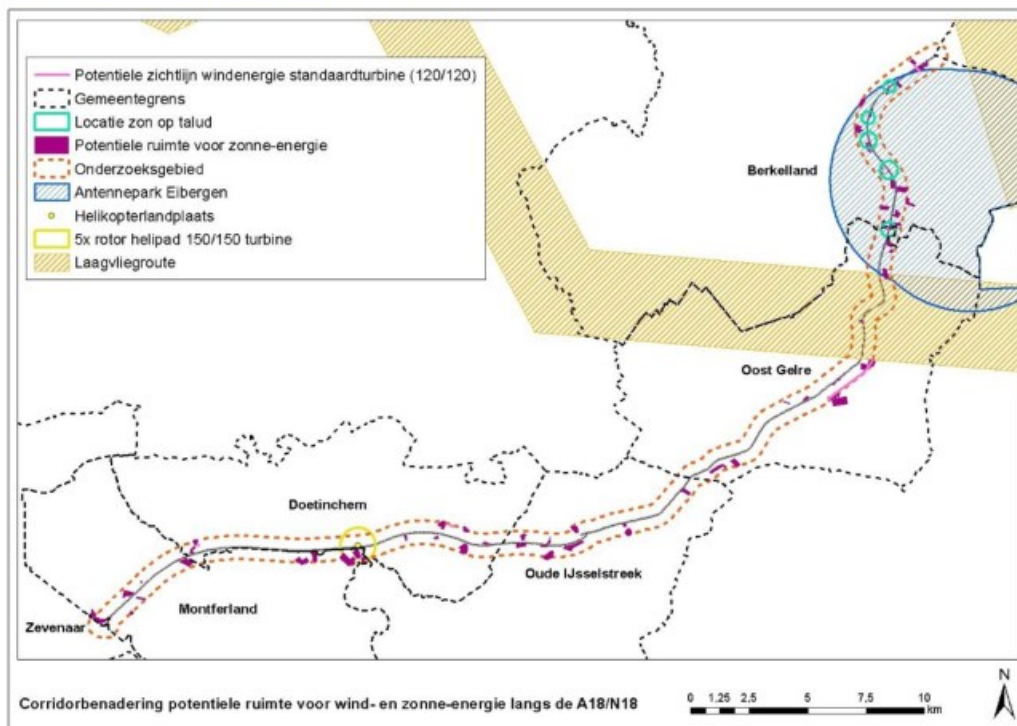 Potentiele zichtlijn windenergie standaardturbine (120/120)
Gemeentegrens
Locatie zon op talud
Potentiele ruimte voor zonne-energie
Onderzoeksgebied
Antennepark Eibergen
Helikopterlandplaats
5x rotor helipad 150/150 turbine
Laagvliegroute
Berkelland
Oost Gelre
Doetinchem
Oude IJsselstreek
Montferland
Zevenaar
Corridorbenadering potentiele ruimte voor wind- en zonne-energie langs de A18/N18
0 1,25 2,5 5 7,5 10
km
N